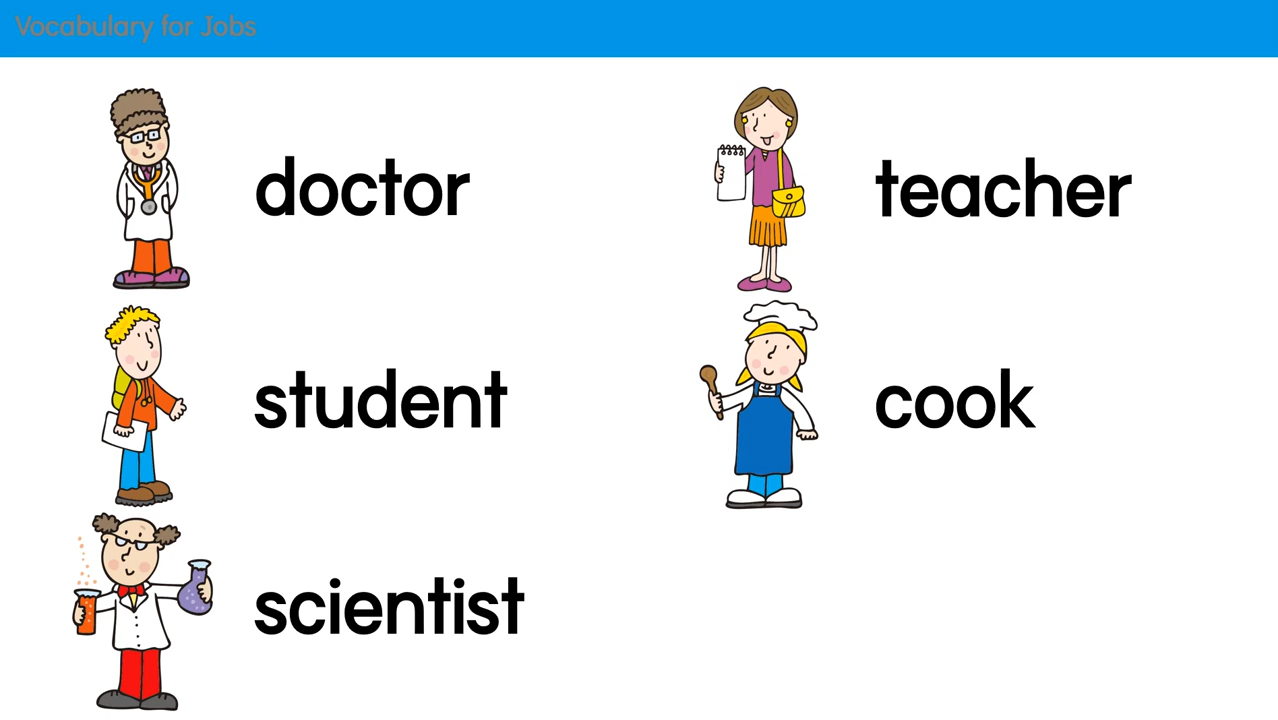 Vocabulary for Jobs
doctor
teacher
student
cook
scientist